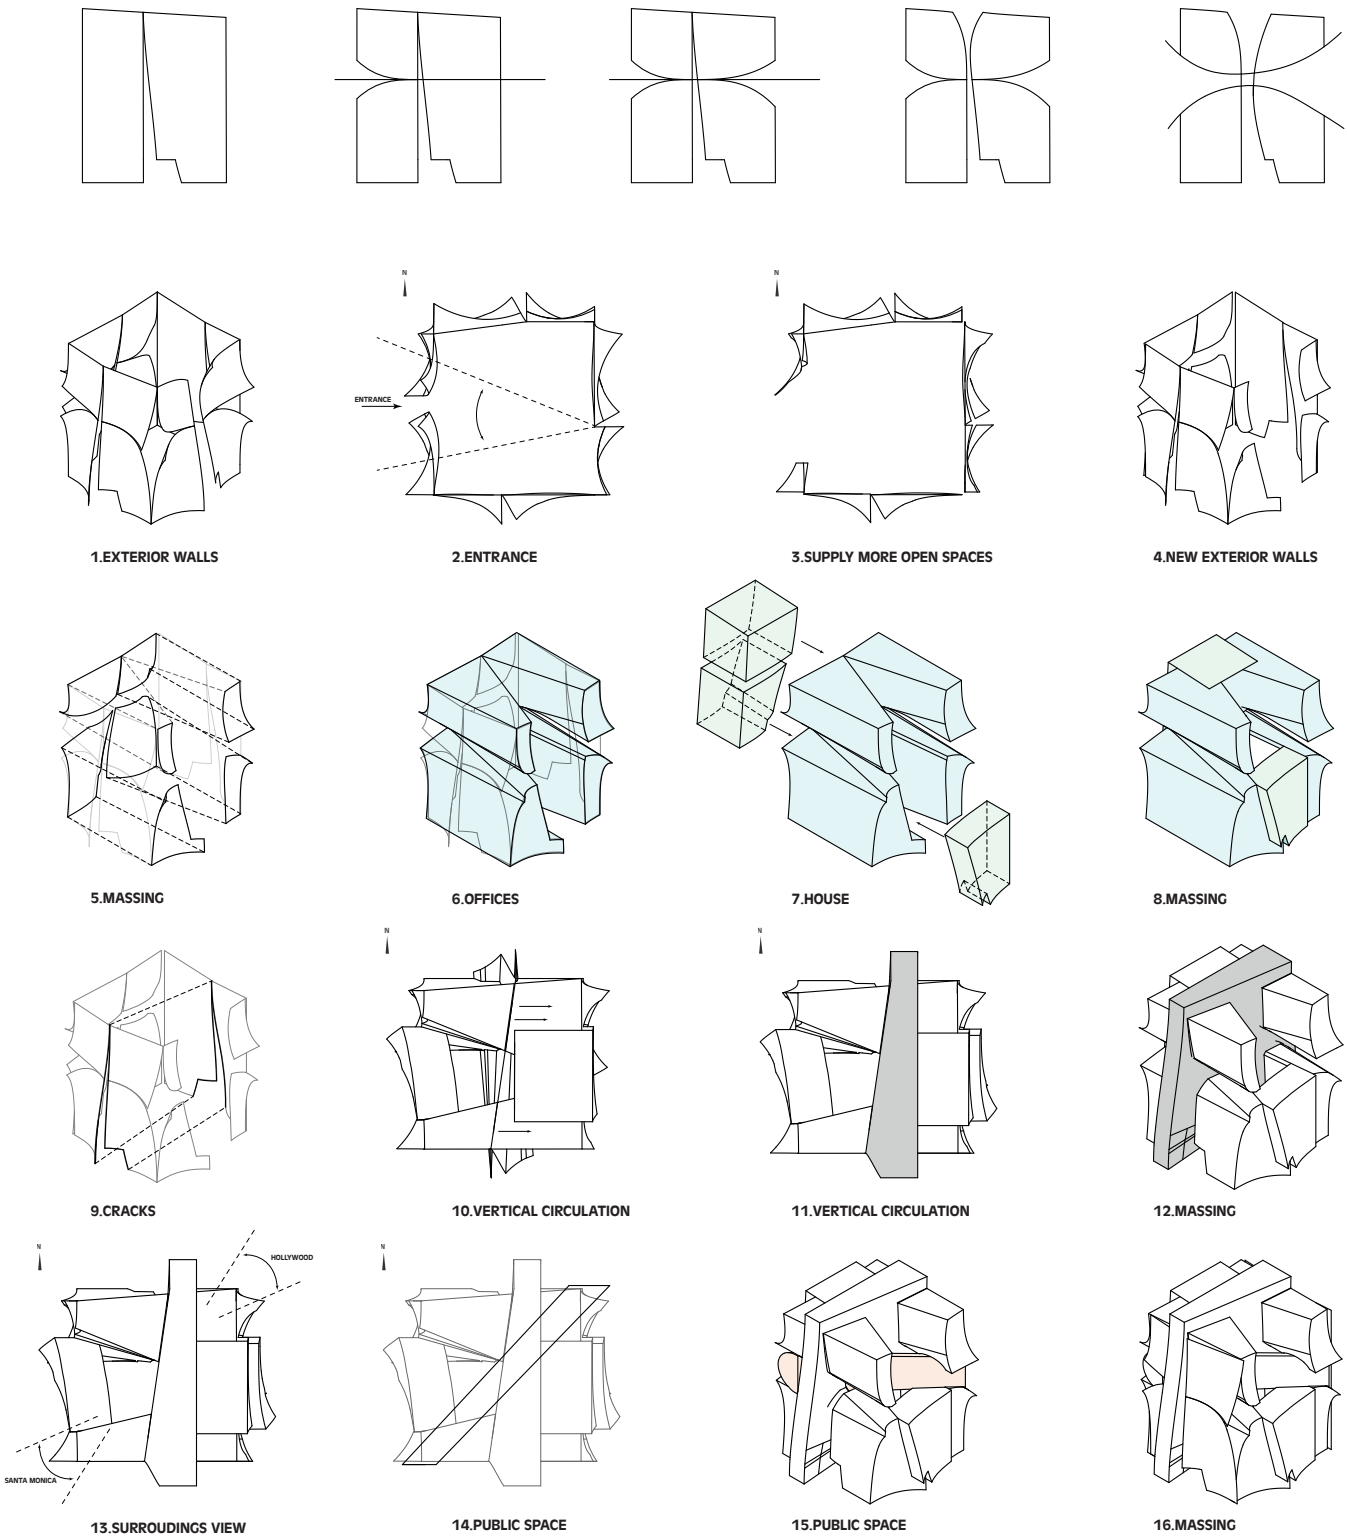 N
N
ENTRANCE
1.EXTERIOR WALLS
2.ENTRANCE
3.SUPPLY MORE OPEN SPACES
4.NEW EXTERIOR WALLS
5.MASSING
6.OFFICES
7.HOUSE
8.MASSING
N
N
9.CRACKS
10.VERTICAL CIRCULATION
11.VERTICAL CIRCULATION
12.MASSING
N
N
HOLLYWOOD
SANTA MONICA
13.SURROUDINGS VIEW
14.PUBLIC SPACE
15.PUBLIC SPACE
16.MASSING